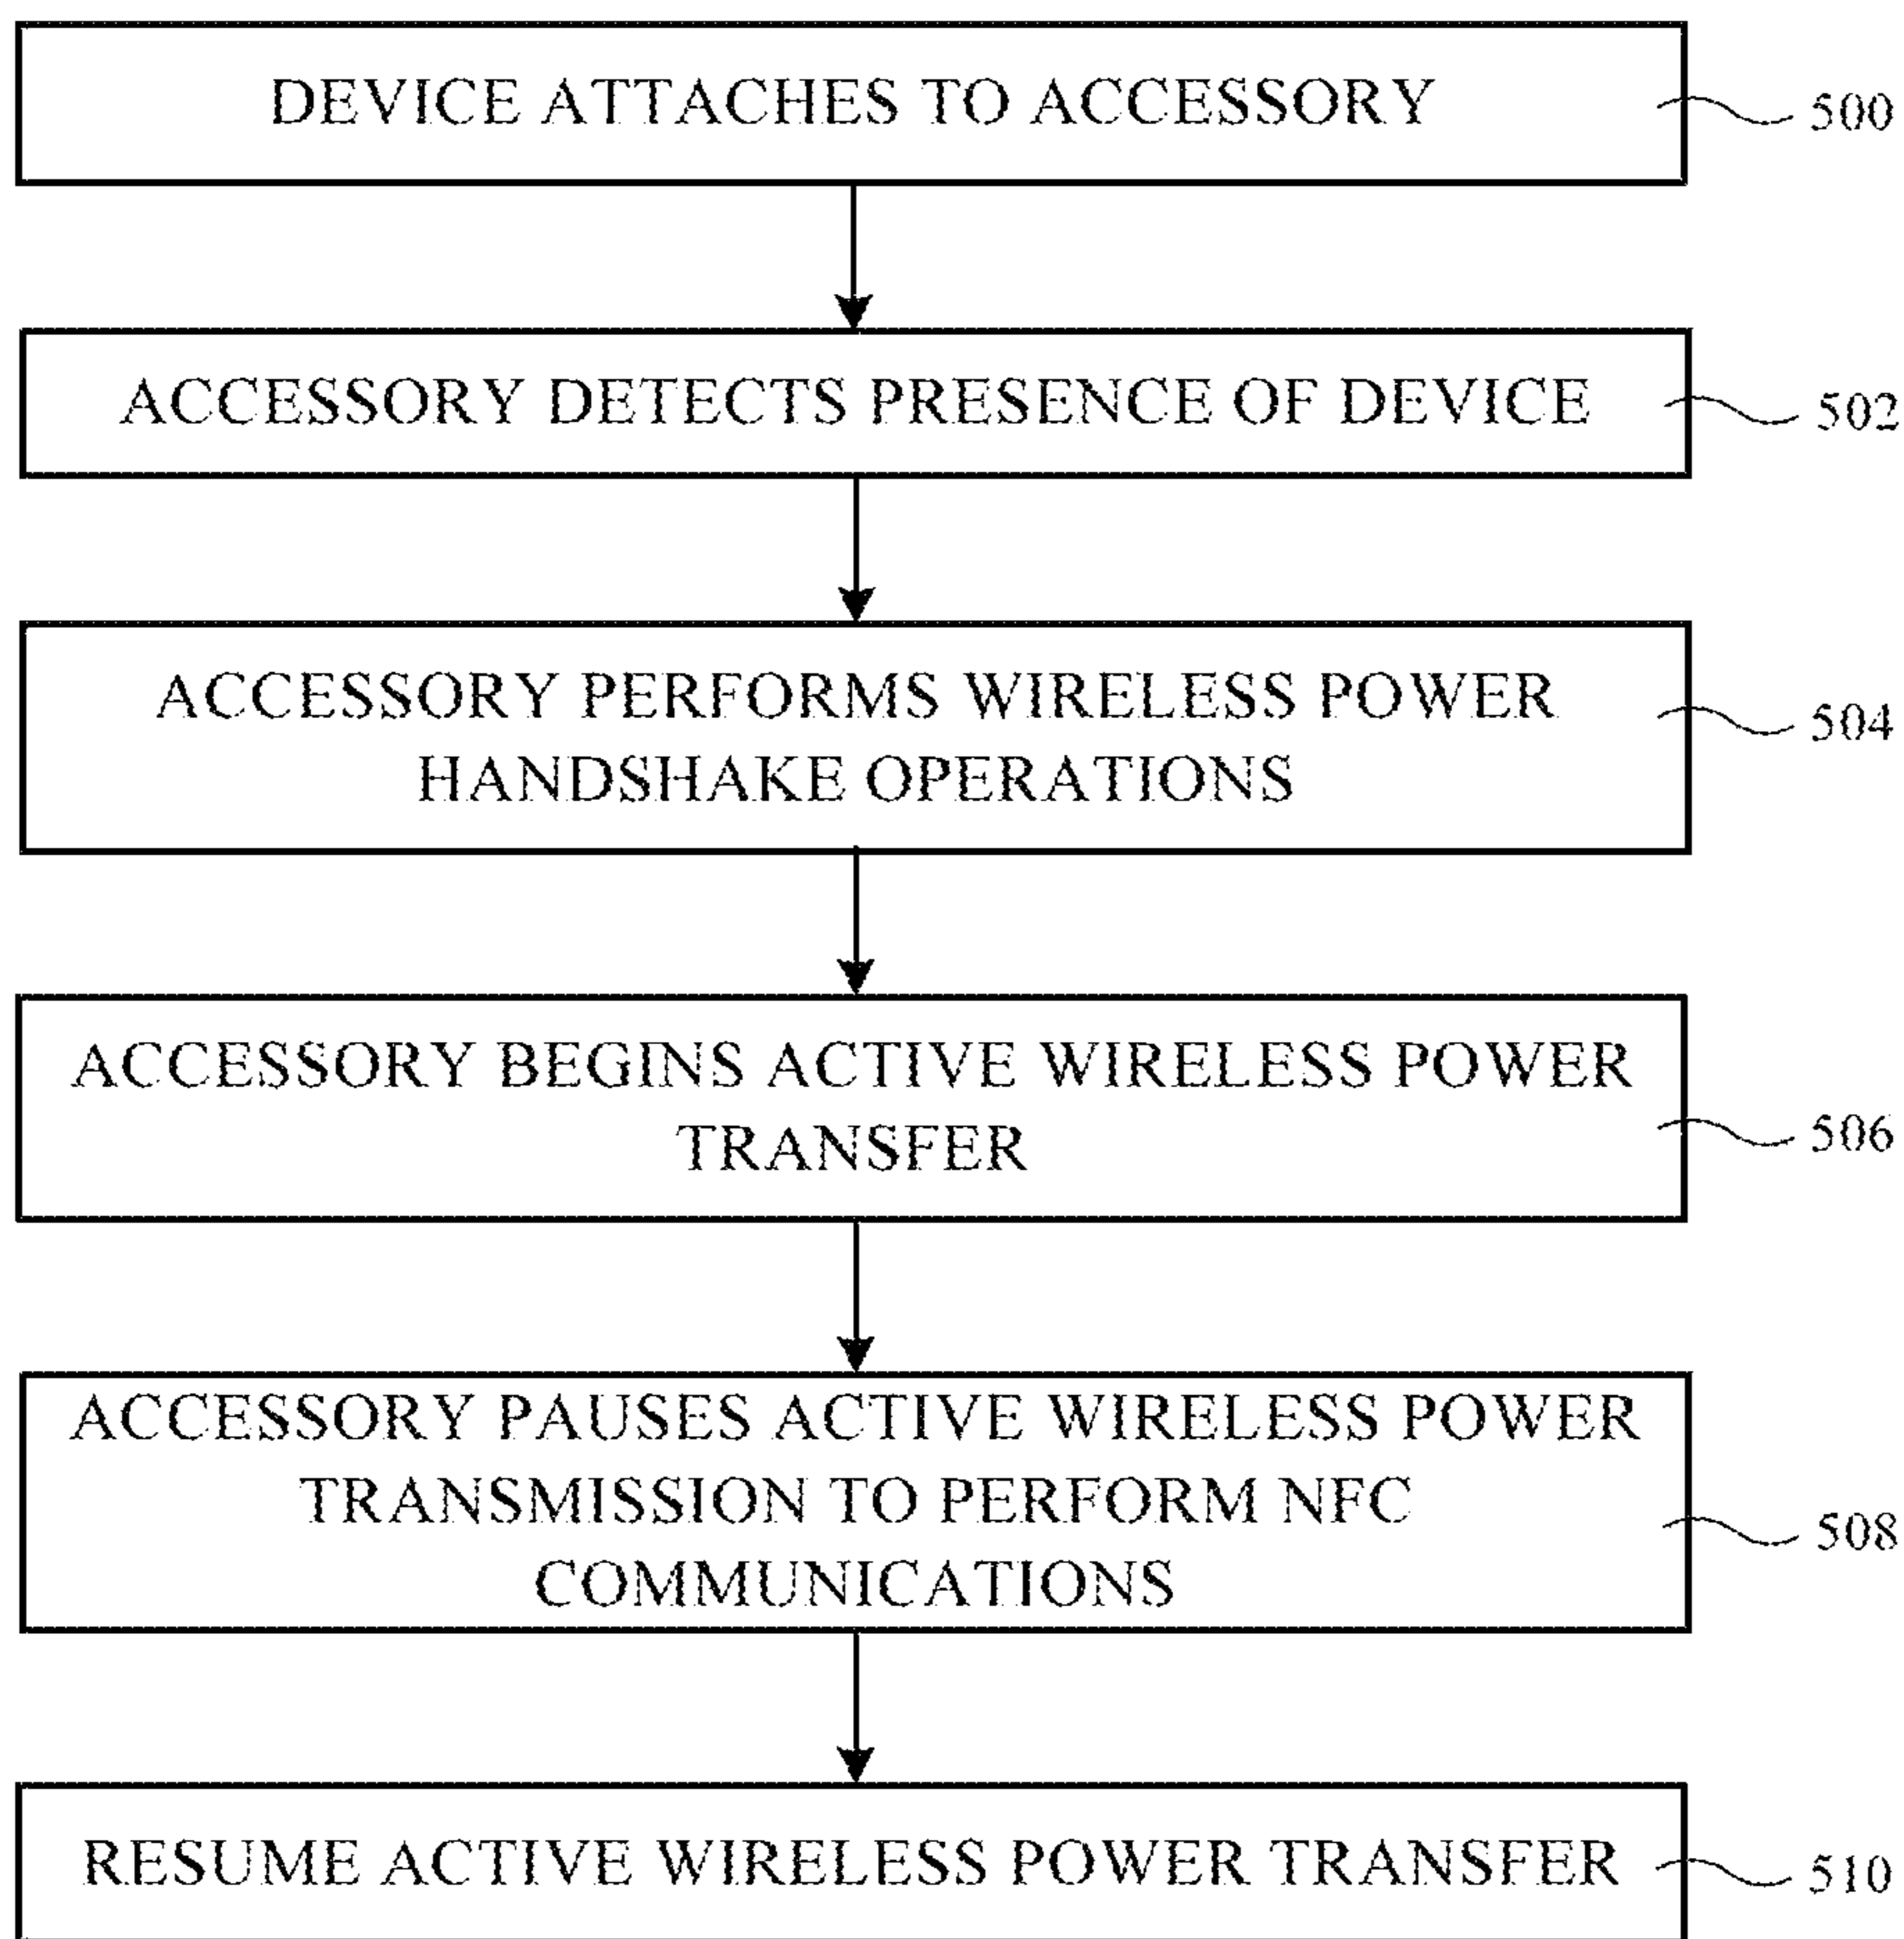 DEVICE ATTACHES TO ACCESSORY
500
ACCESSORY DETECTS PRESENCE OF DEVICE
502
ACCESSORY PERFORMS WIRELESS POWER
HANDSHAKE OPERATIONS
504
ACCESSORY BEGINS ACTIVE WIRELESS POWER
TRANSFER
506
ACCESSORY PAUSES ACTIVE WIRELESS POWER
TRANSMISSION TO PERFORM NFC
COMMUNICATIONS
508
RESUME ACTIVE WIRELESS POWER TRANSFER
510